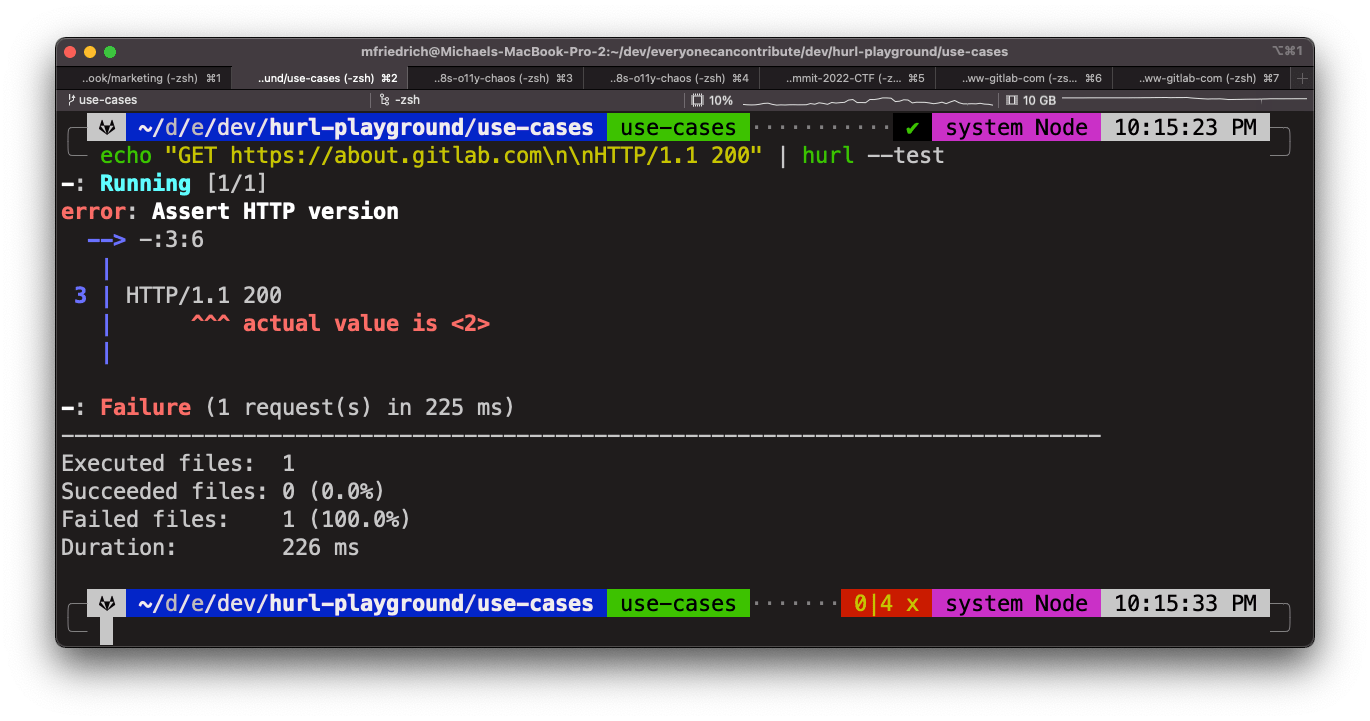 mfriedrich@Michaels-MacBook-Pro-2:~/dev/everyonecancontribute/dev/hurl-playground/use-cases ⌥⌘1
..ook/marketing (-zsh) ⌘1 ..und/use-cases (-zsh) ⌘2 ..8s-o11y-chaos (-zsh) ⌘3 ..8s-o11y-chaos (-zsh) ⌘4 ..mmit-2022-CTF (-z... ⌘5 ..ww-gitlab-com (-zs... ⌘6 ..ww-gitlab-com (-zsh) ⌘7 +
use-cases -zsh 10% 10 GB
~/d/e/dev/hurl-playground/use-cases use-cases ··········· ✔ system Node 10:15:23 PM
echo "GET https://about.gitlab.com\n\nHTTP/1.1 200" | hurl --test
-: Running [1/1]
error: Assert HTTP version
--> -:3:6
|
3 | HTTP/1.1 200
| ^^^ actual value is <2>
|
-: Failure (1 request(s) in 225 ms)
--------------------------------------------------------------------------------
Executed files: 1
Succeeded files: 0 (0.0%)
Failed files: 1 (100.0%)
Duration: 226 ms
~/d/e/dev/hurl-playground/use-cases use-cases ······· 0|4 x system Node 10:15:33 PM